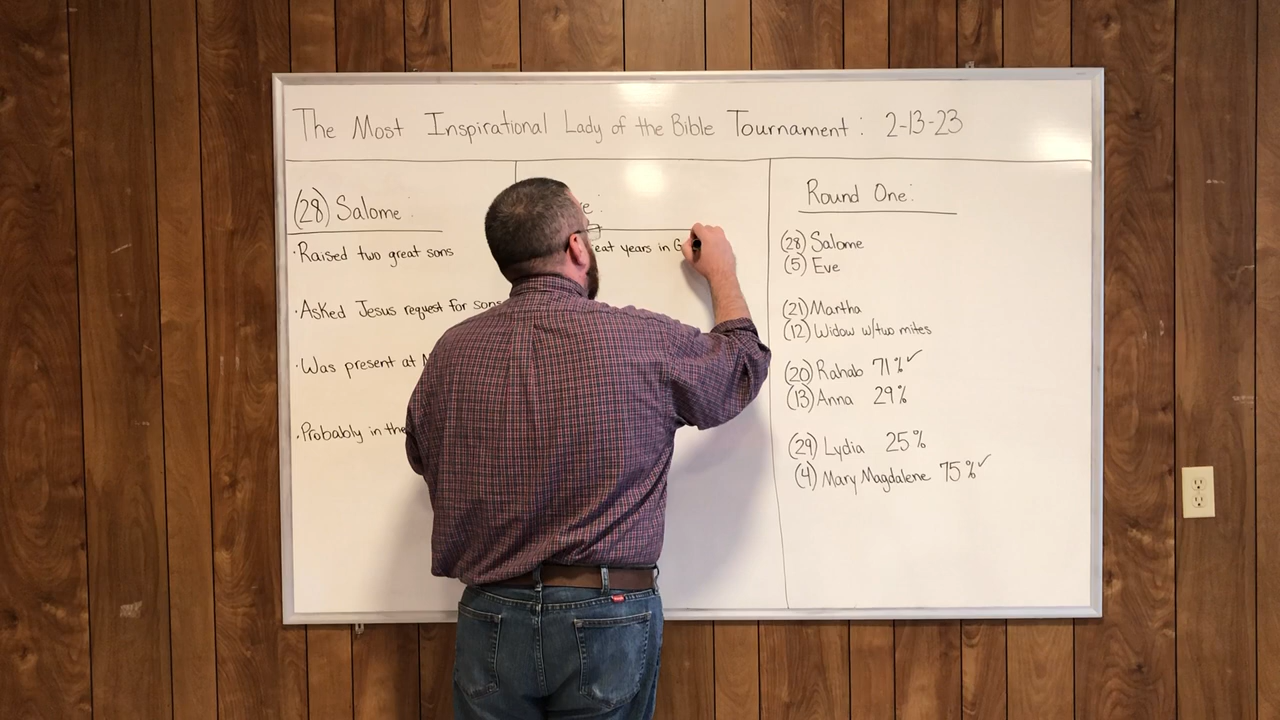 The Most Inspirational Lady of the Bible Tournament: 2-13-23
(28) Salome:
·Raised two great sons
·Asked Jesus request for sons
·Was present at
·Probably in the
years in
Round One:
(28) Salome
(5) Eve
(21) Martha
(12) Widow w/two mites
(20) Rahab 71%✓
(13) Anna 29%
(29) Lydia 25%
(4) Mary Magdalene 75%✓